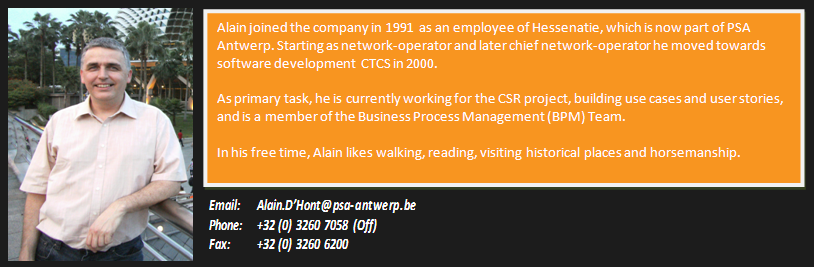 Alain joined the company in 1991 as an employee of Hessenatie, which is now part of PSA
Antwerp. Starting as network-operator and later chief network-operator he moved towards
software development CTCS in 2000.
As primary task, he is currently working for the CSR project, building use cases and user stories,
and is a member of the Business Process Management (BPM) Team.
In his free time, Alain likes walking, reading, visiting historical places and horsemanship.
Email: Alain.D’Hont@psa-antwerp.be
Phone: +32 (0) 3260 7058 (Off)
Fax: +32 (0) 3260 6200